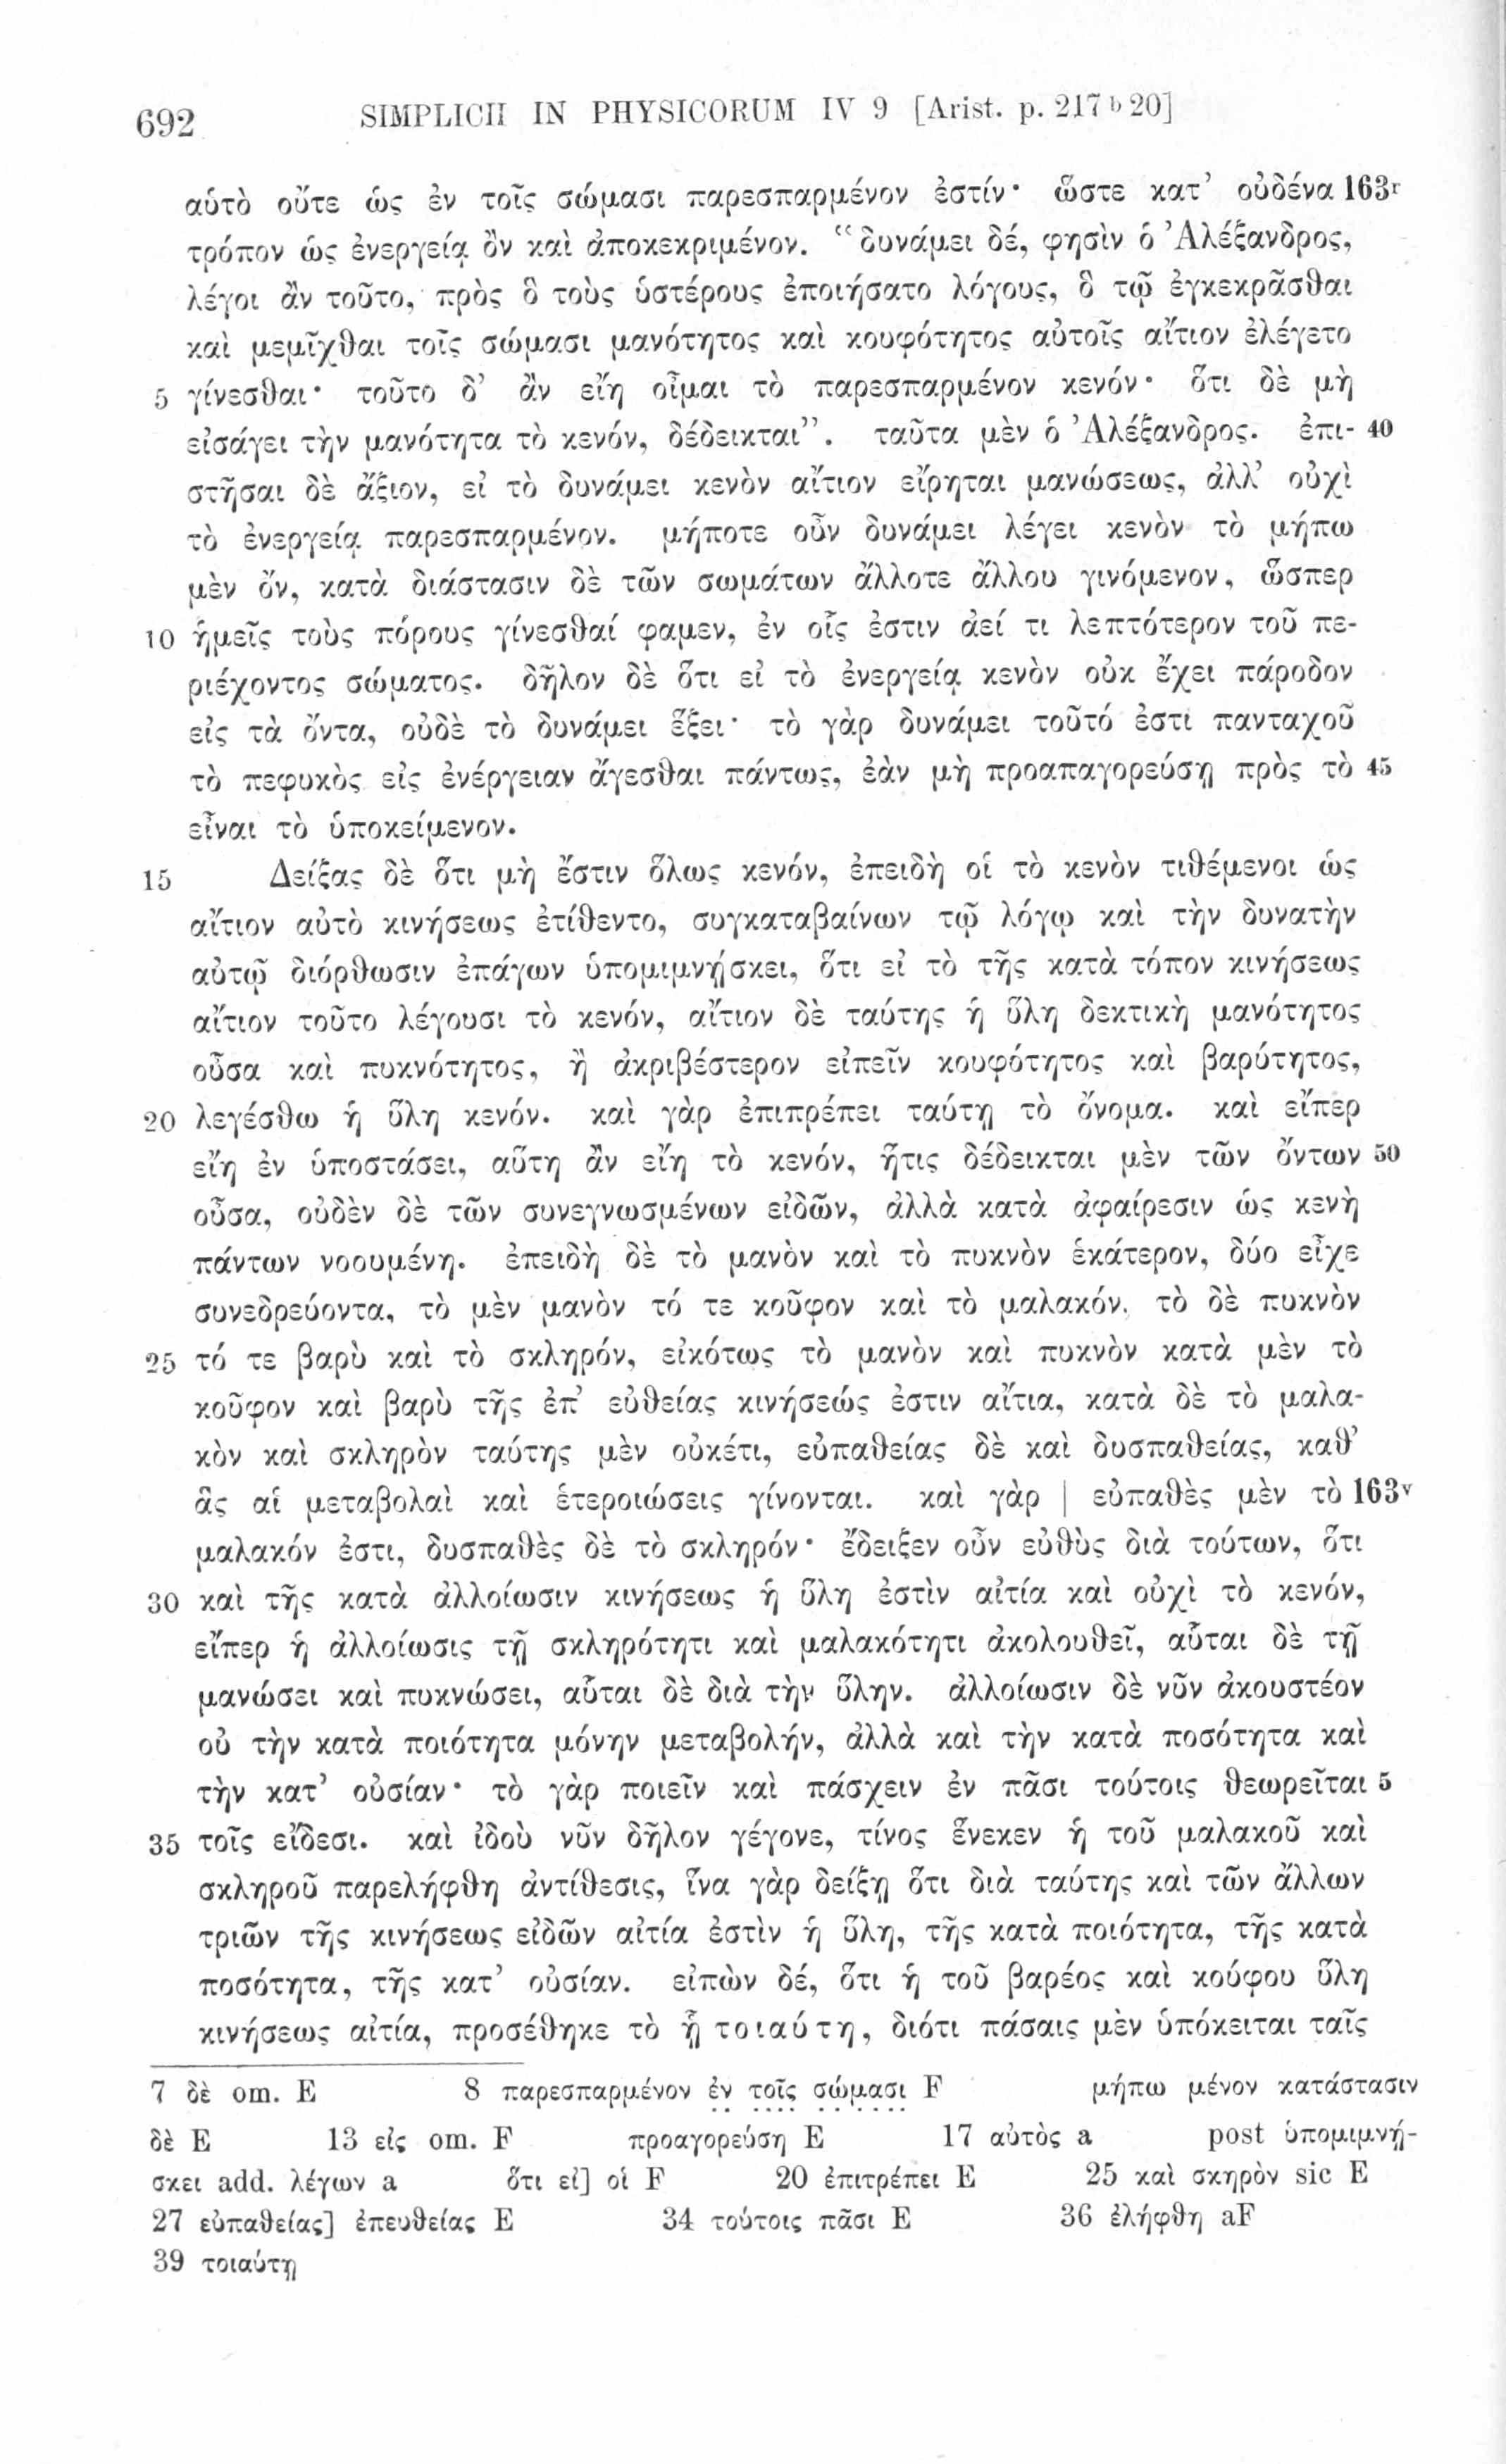 692 SIMPLICII IN PHYSICORUM IV 9 [Arist. p. 217 b 20]
αὑτὸ οὔτε ὡς ἐν τοῖς σώμασι παρεσπαρμένον ἐστίν· ὥστε κατ’ οὐδένα 163r
τρόπον ὡς ἐνεργείᾳ ὂν καὶ ἀποκεκριμένον. “δυνάμει δέ, φησὶν ὁ Ἀλέξανδρος,
λέγοι ἂν τοῦτο, πρὸς ὃ τοὺς ὑστέρους ἐποιήσατο λόγους, ὃ τῷ ἐγκεκρᾶσθαι
καὶ μεμῖχθαι τοῖς σώμασι μανότητος καὶ κουφότητος αὐτοῖς αἴτιον ἐλέγετο
5 γίνεσθαι· τοῦτο δ’ ἂν εἴη οἶμαι τὸ παρεσπαρμένον κενόν· ὅτι δὲ μὴ
εἰσάγει τὴν μανότητα τὸ κενόν, δέδεικται”. ταῦτα μὲν ὁ Ἀλέξανδρος. ἐπι- 40
στῆσαι δὲ ἄξιον, εἰ τὸ δυνάμει κενὸν αἴτιον εἴρηται μανώσεως, ἀλλ’ οὐχὶ
τὸ ἐνεργείᾳ παρεσπαρμένον. μήποτε οὖν δυνάμει λέγει κενὸν τὸ μήπω
μὲν ὄν, κατὰ διάστασιν δὲ τῶν σωμάτων ἄλλοτε ἄλλου γινόμενον, ὥσπερ
10 ἡμεῖς τοὺς πόρους γίνεσθαί φαμεν, ἐν οἷς ἐστιν ἀεί τι λεπτότερον τοῦ πε-
ριέχοντος σώματος. δῆλον δὲ ὅτι εἰ τὸ ἐνεργείᾳ κενὸν οὐκ ἔχει πάροδον
εἰς τὰ ὄντα, οὐδὲ τὸ δυνάμει ἕξει· τὸ γὰρ δυνάμει τοῦτό ἐστι πανταχοῦ
τὸ πεφυκὸς εἰς ἐνέργειαν ἄγεσθαι πάντως, ἐὰν μὴ προαπαγορεύσῃ πρὸς τὸ 45
εἶναι τὸ ὑποκείμενον.
15 Δείξας δὲ ὅτι μὴ ἔστιν ὅλως κενόν, ἐπειδὴ οἱ τὸ κενὸν τιθέμενοι ὡς
αἴτιον αὐτὸ κινήσεως ἐτίθεντο, συγκαταβαίνων τῷ λόγῳ καὶ τὴν δυνατὴν
αὐτῷ διόρθωσιν ἐπάγων ὑπομιμνῄσκει, ὅτι εἰ τὸ τῆς κατὰ τόπον κινήσεως
αἴτιον τοῦτο λέγουσι τὸ κενόν, αἴτιον δὲ ταύτης ἡ ὕλη δεκτικὴ μανότητος
οὖσα καὶ πυκνότητος, ἢ ἀκριβέστερον εἰπεῖν κουφότητος καὶ βαρύτητος,
20 λεγέσθω ἡ ὕλη κενόν. καὶ γὰρ ἐπιπρέπει ταύτῃ τὸ ὄνομα. καὶ εἴπερ
εἴη ἐν ὑποστάσει, αὕτη ἂν εἴη τὸ κενόν, ἥτις δέδεικται μὲν τῶν ὄντων 50
οὖσα, οὐδὲν δὲ τῶν συνεγνωσμένων εἰδῶν, ἀλλὰ κατὰ ἀφαίρεσιν ὡς κενὴ
πάντων νοουμένη. ἐπειδὴ δὲ τὸ μανὸν καὶ τὸ πυκνὸν ἑκάτερον, δύο εἶχε
συνεδρεύοντα, τὸ μὲν μανὸν τό τε κοῦφον καὶ τὸ μαλακόν, τὸ δὲ πυκνὸν
25 τό τε βαρὺ καὶ τὸ σκληρόν, εἰκότως τὸ μανὸν καὶ πυκνὸν κατὰ μὲν τὸ
κοῦφον καὶ βαρὺ τῆς ἐπ’ εὐθείας κινήσεώς ἐστιν αἴτια, κατὰ δὲ τὸ μαλα-
κὸν καὶ σκληρὸν ταύτης μὲν οὐκέτι, εὐπαθείας δὲ καὶ δυσπαθείας, καθ’
ἃς αἱ μεταβολαὶ καὶ ἑτεροιώσεις γίνονται. καὶ γὰρ | εὐπαθὲς μὲν τὸ 163v
μαλακόν ἐστι, δυσπαθὲς δὲ τὸ σκληρόν· ἔδειξεν οὖν εὐθὺς διὰ τούτων, ὅτι
30 καὶ τῆς κατὰ ἀλλοίωσιν κινήσεως ἡ ὕλη ἐστὶν αἰτία καὶ οὐχὶ τὸ κενόν,
εἴπερ ἡ ἀλλοίωσις τῇ σκληρότητι καὶ μαλακότητι ἀκολουθεῖ, αὗται δὲ τῇ
μανώσει καὶ πυκνώσει, αὗται δὲ διὰ τὴν ὕλην. ἀλλοίωσιν δὲ νῦν ἀκουστέον
οὐ τὴν κατὰ ποιότητα μόνην μεταβολήν, ἀλλὰ καὶ τὴν κατὰ ποσότητα καὶ
τὴν κατ’ οὐσίαν· τὸ γὰρ ποιεῖν καὶ πάσχειν ἐν πᾶσι τούτοις θεωρεῖται 5
35 τοῖς εἴδεσι. καὶ ἰδοὺ νῦν δῆλον γέγονε, τίνος ἕνεκεν ἡ τοῦ μαλακοῦ καὶ
σκληροῦ παρελήφθη ἀντίθεσις, ἵνα γὰρ δείξῃ ὅτι διὰ ταύτης καὶ τῶν ἄλλων
τριῶν τῆς κινήσεως εἰδῶν αἰτία ἐστὶν ἡ ὕλη, τῆς κατὰ ποιότητα, τῆς κατὰ
ποσότητα, τῆς κατ’ οὐσίαν. εἰπὼν δέ, ὅτι ἡ τοῦ βαρέος καὶ κούφου ὕλη
κινήσεως αἰτία, προσέθηκε τὸ ᾗ τοιαύτη, διότι πάσαις μὲν ὑπόκειται ταῖς
7 δὲ om. E 8 παρεσπαρμένον ἐν τοῖς σώμασι F μήπω μένον κατάστασιν
δὲ E 13 εἰς om. F προαγορεύση E 17 αὐτὸς a post ὑπομιμνῄ-
σκει add. λέγων a ὅτι εἰ] οἱ F 20 ἐπιτρέπει E 25 καὶ σκηρὸν sic E
27 εὐπαθείας] ἐπευθείας E 34 τούτοις πᾶσι E 36 ἐλήφθη aF
39 τοιαύτῃ